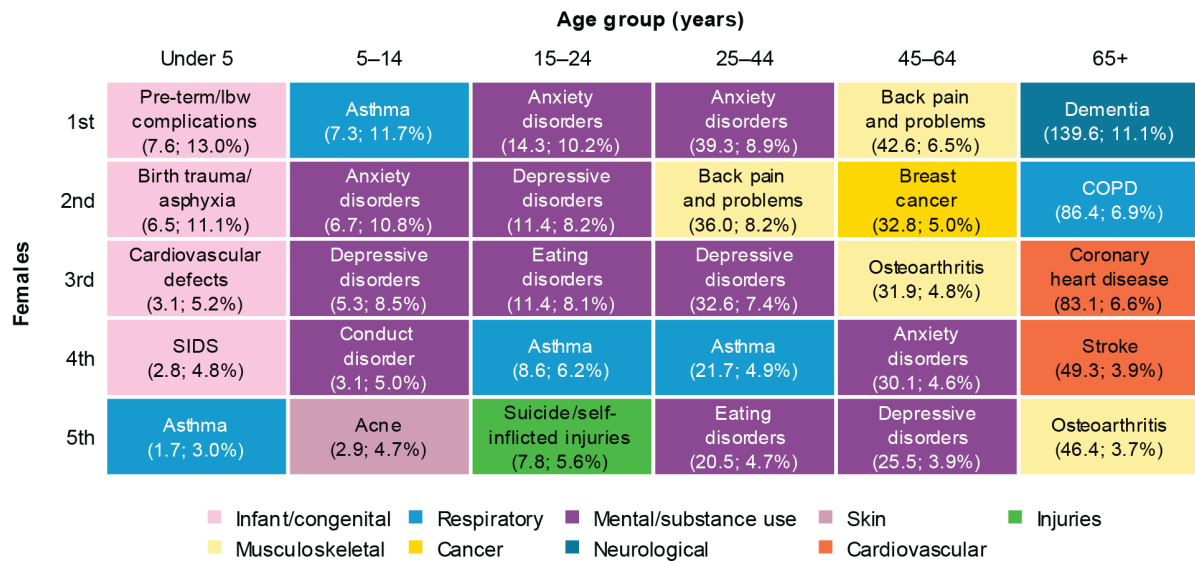 Age group (years)
Under 5
5–14
15–24
25–44
45–64
65+
Females
1st
Pre-term/lbw
complications
(7.6; 13.0%)
Asthma
(7.3; 11.7%)
Anxiety
disorders
(14.3; 10.2%)
Anxiety
disorders
(39.3; 8.9%)
Back pain
and problems
(42.6; 6.5%)
Dementia
(139.6; 11.1%)
2nd
Birth trauma/
asphyxia
(6.5; 11.1%)
Anxiety
disorders
(6.7; 10.8%)
Depressive
disorders
(11.4; 8.2%)
Back pain
and problems
(36.0; 8.2%)
Breast
cancer
(32.8; 5.0%)
COPD
(86.4; 6.9%)
3rd
Cardiovascular
defects
(3.1; 5.2%)
Depressive
disorders
(5.3; 8.5%)
Eating
disorders
(11.4; 8.1%)
Depressive
disorders
(32.6; 7.4%)
Osteoarthritis
(31.9; 4.8%)
Coronary
heart disease
(83.1; 6.6%)
4th
SIDS
(2.8; 4.8%)
Conduct
disorder
(3.1; 5.0%)
Asthma
(8.6; 6.2%)
Asthma
(21.7; 4.9%)
Anxiety
disorders
(30.1; 4.6%)
Stroke
(49.3; 3.9%)
5th
Asthma
(1.7; 3.0%)
Acne
(2.9; 4.7%)
Suicide/self-
inflicted injuries
(7.8; 5.6%)
Eating
disorders
(20.5; 4.7%)
Depressive
disorders
(25.5; 3.9%)
Osteoarthritis
(46.4; 3.7%)
Infant/congenital
Respiratory
Mental/substance use
Skin
Injuries
Musculoskeletal
Cancer
Neurological
Cardiovascular